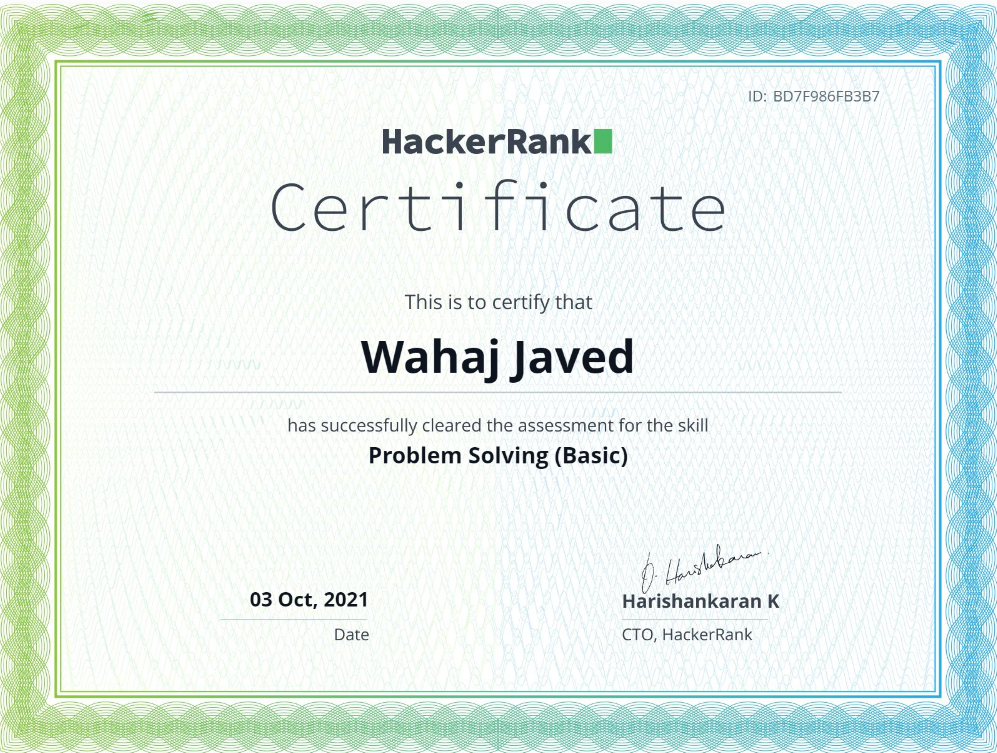 ID: BD7F986FB3B7
HackerRank
Certificate
This is to certify that
Wahaj Javed
has successfully cleared the assessment for the skill
Problem Solving (Basic)
O. Harishekaran.
03 Oct, 2021
Harishankaran K
Date
CTO, HackerRank